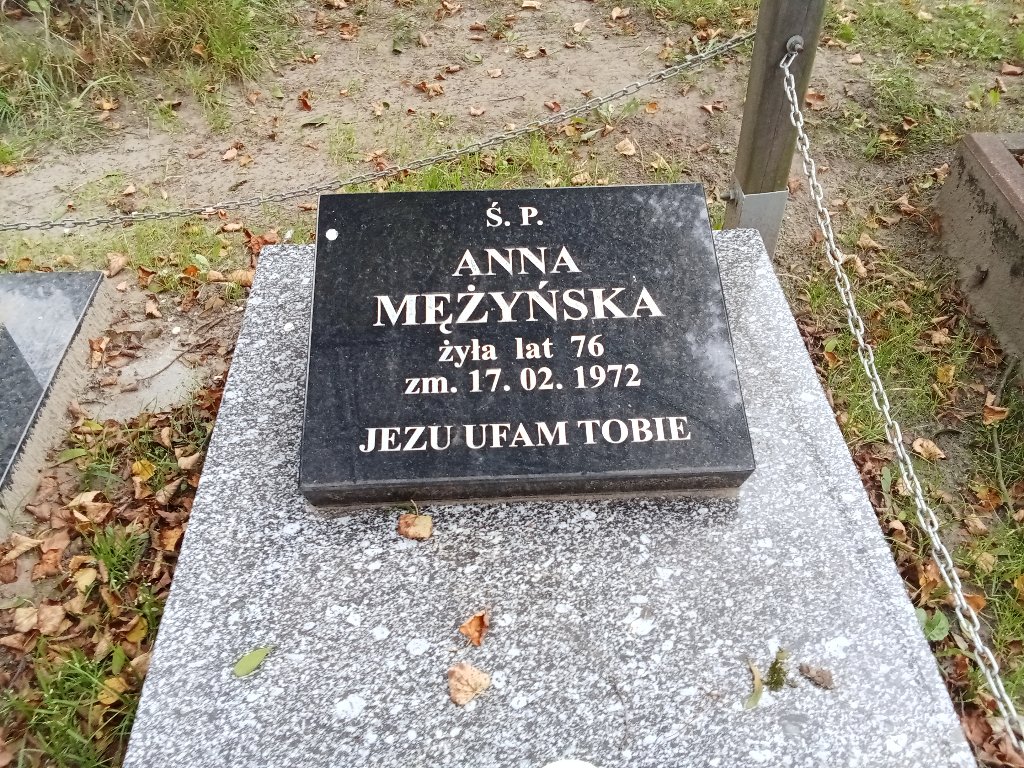 Ś. P.
ANNA
MĘŻYŃSKA
żyła lat 76
zm. 17. 02. 1972
JEZU UFAM TOBIE